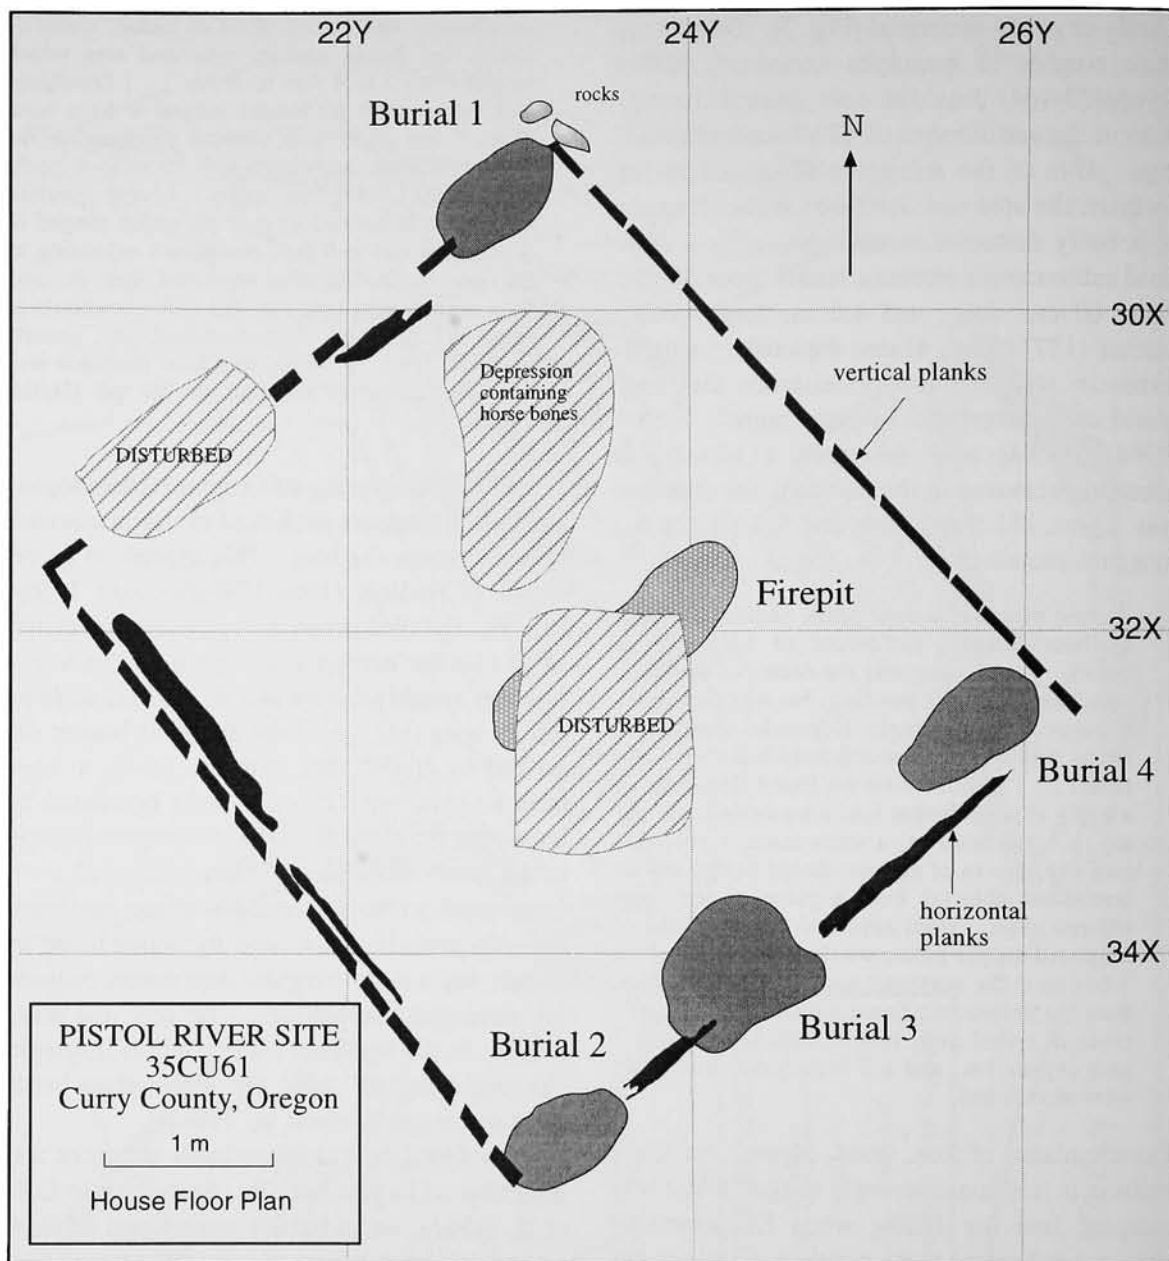 22Y
24Y
26Y
Burial 1
rocks
N
30X
vertical planks
Depression
containing
horse bones
DISTURBED
Firepit
32X
DISTURBED
Burial 4
horizontal
planks
34X
Burial 3
Burial 2
PISTOL RIVER SITE
35CU61
Curry County, Oregon
1 m
House Floor Plan